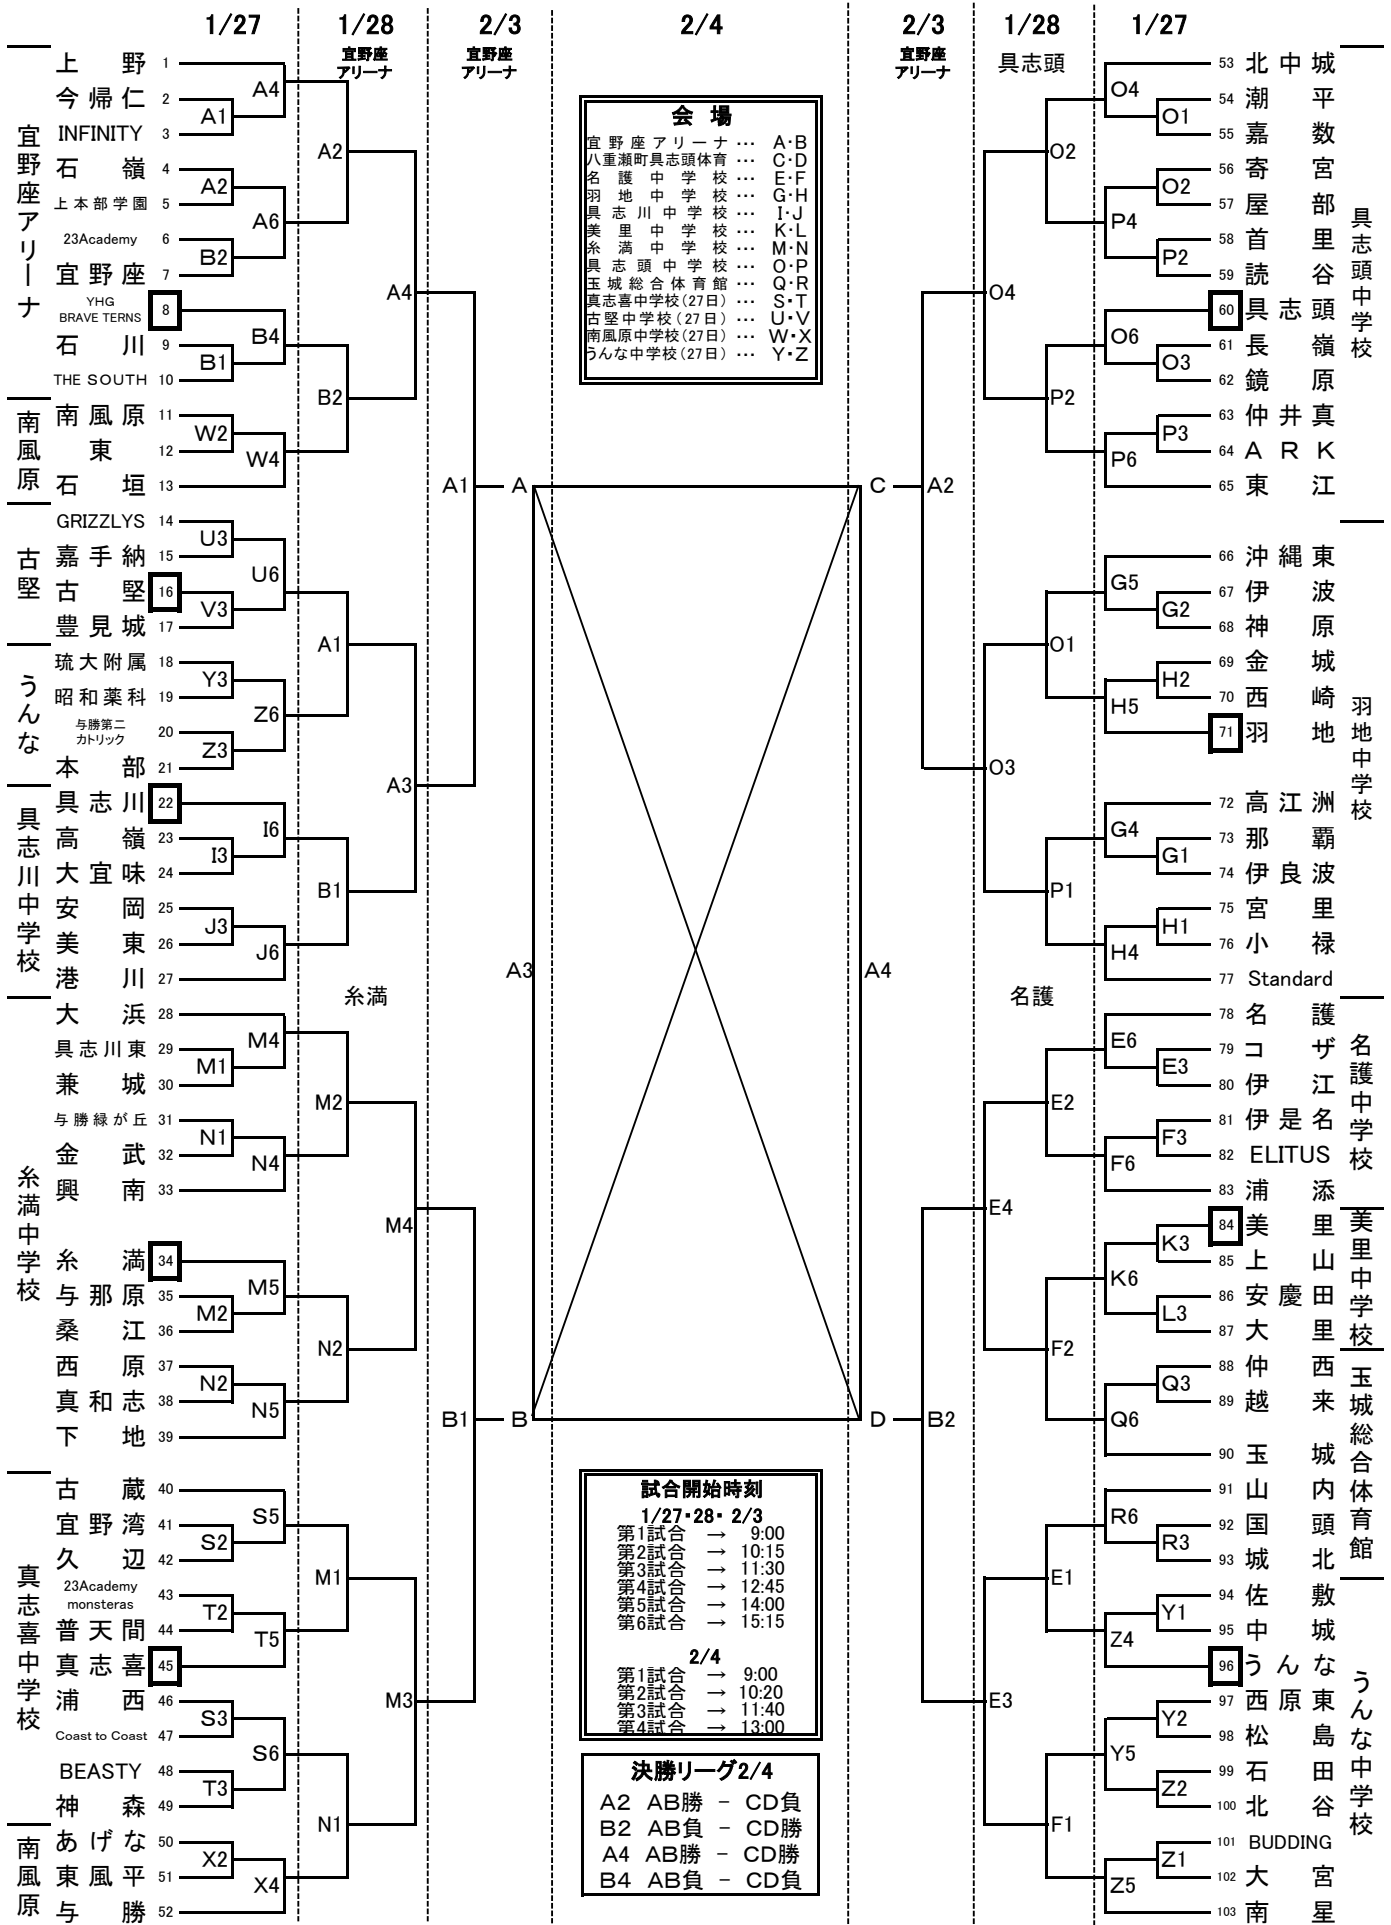 1/27
1/28
2/3
2/4
2/3
1/28
1/27
宜野座
アリーナ
宜野座
アリーナ
宜野座
アリーナ
具志頭
宜野座アリーナ
上野 1
今帰仁 2
INFINITY 3
石嶺 4
上本部学園 5
23Academy 6
宜野座 7
YHG
BRAVE TERNS 8
石川 9
THE SOUTH 10
南風原
南風原 11
東 12
石垣 13
古堅
GRIZZLYS 14
嘉手納 15
古堅 16
豊見城 17
うんな
琉大附属 18
昭和薬科 19
与勝第二
カトリック 20
本部 21
具志川中学校
具志川 22
高嶺 23
大宜味 24
安岡 25
美東 26
港川 27
糸満中学校
大浜 28
具志川東 29
兼城 30
与勝緑が丘 31
金武 32
興南 33
糸満 34
与那原 35
桑江 36
西原 37
真和志 38
下地 39
真志喜中学校
古蔵 40
宜野湾 41
久辺 42
23Academy
monsteras 43
普天間 44
真志喜 45
浦西 46
Coast to Coast 47
BEASTY 48
神森 49
南風原
あげな 50
東風平 51
与勝 52
A1
A2
B2
B1
W2
U3
V3
Y3
Z3
I3
J3
M1
N1
M2
N2
S2
T2
S3
T3
X2
A4
A6
B4
W4
U6
Z6
I6
J6
M4
N4
M5
N5
S5
T5
S6
X4
A2
B2
A1
B1
糸満
M2
N2
M1
N1
A4
A3
M4
M3
A1
B1
A
B
A3
会場
宜野座アリーナ … A・B
八重瀬町具志頭体育 … C・D
名護中学校 … E・F
羽地中学校 … G・H
具志川中学校 … I・J
美里中学校 … K・L
糸満中学校 … M・N
具志頭中学校 … O・P
玉城総合体育館 … Q・R
真志喜中学校(27日) … S・T
古堅中学校(27日) … U・V
南風原中学校(27日) … W・X
うんな中学校(27日) … Y・Z
試合開始時刻
1/27・28・2/3
第1試合 → 9:00
第2試合 → 10:15
第3試合 → 11:30
第4試合 → 12:45
第5試合 → 14:00
第6試合 → 15:15
2/4
第1試合 → 9:00
第2試合 → 10:20
第3試合 → 11:40
第4試合 → 13:00
決勝リーグ2/4
A2 AB勝 － CD負
B2 AB負 － CD勝
A4 AB勝 － CD勝
B4 AB負 － CD負
C
D
A4
A2
B2
O4
O3
E4
E3
O2
P2
O1
P1
名護
E2
F2
E1
F1
O4
P4
O6
P6
G5
H5
G4
H4
E6
F6
K6
Q6
R6
Z4
Y5
Z5
O1
O2
P2
O3
P3
G2
H2
G1
H1
E3
F3
K3
L3
Q3
R3
Y1
Y2
Z2
Z1
53 北中城
54 潮平
55 嘉数
56 寄宮
57 屋部
58 首里
59 読谷
60 具志頭
61 長嶺
62 鏡原
63 仲井真
64 ARK
65 東江
具志頭中学校
66 沖縄東
67 伊波
68 神原
69 金城
70 西崎
71 羽地
72 高江洲
73 那覇
74 伊良波
75 宮里
76 小禄
77 Standard
羽地中学校
78 名護
79 コザ
80 伊江
81 伊是名
82 ELITUS
83 浦添
名護中学校
84 美里
85 上山
86 安慶田
87 大里
美里中学校
88 仲西
89 越来
90 玉城
91 山内
92 国頭
93 城北
玉城総合体育館
94 佐敷
95 中城
96 うんな
97 西原東
98 松島
99 石田
100 北谷
101 BUDDING
102 大宮
103 南星
うんな中学校